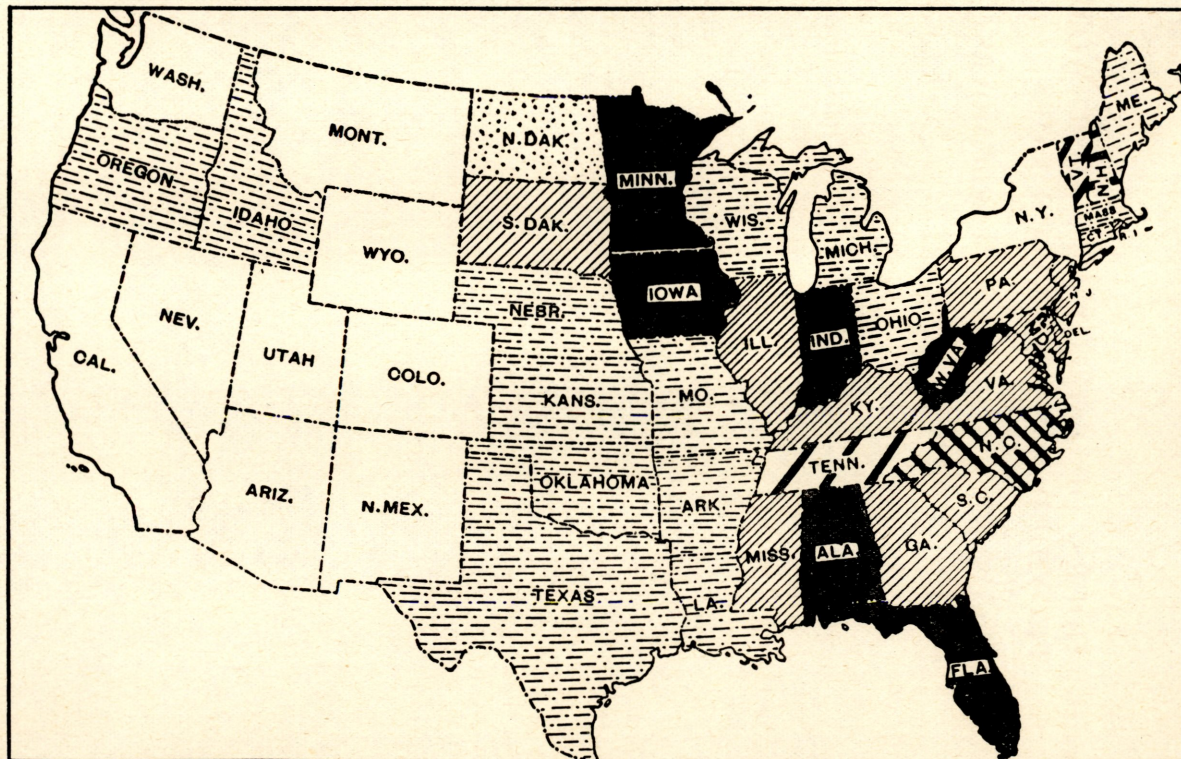 WASH.
MONT.
N. DAK.
MINN.
ME.
OREGON
IDAHO
S. DAK.
WIS.
MICH.
VT.
N.H.
N.Y.
MASS.
CT.
R.I.
WYO.
NEBR.
IOWA
ILL.
IND.
OHIO
PA.
N J
DEL.
NEV.
UTAH
COLO.
CAL.
KANS.
MO.
KY.
W.VA.
VA.
ARIZ.
N.MEX.
OKLAHOMA
ARK.
TENN.
N.C.
S.C.
MISS.
ALA.
GA.
TEXAS
LA.
FLA.